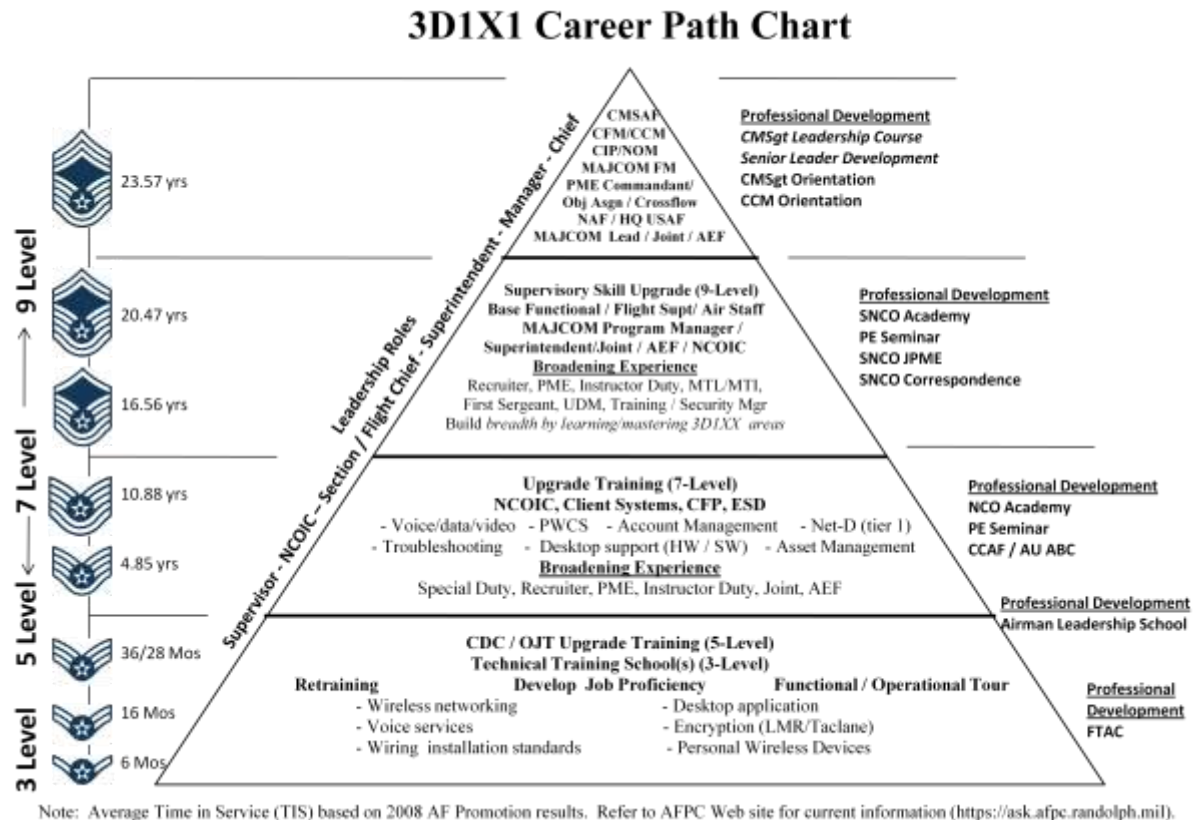 3D1X1 Career Path Chart
9 Level
7 Level
5 Level
3 Level
23.57 yrs
20.47 yrs
16.56 yrs
10.88 yrs
4.85 yrs
36/28 Mos
16 Mos
6 Mos
Leadership Roles
Supervisor - NCOIC – Section / Flight Chief - Superintendent - Manager - Chief
CMSAF
CFM/CCM
CIP/NOM
MAJCOM FM
PME Commandant/
Obj Asgn / Crossflow
NAF / HQ USAF
MAJCOM Lead / Joint / AEF
Professional Development
CMSgt Leadership Course
Senior Leader Development
CMSgt Orientation
CCM Orientation
Supervisory Skill Upgrade (9-Level)
Base Functional / Flight Supt/ Air Staff
MAJCOM Program Manager /
Superintendent/Joint / AEF / NCOIC
Broadening Experience
Recruiter, PME, Instructor Duty, MTL/MTI,
First Sergeant, UDM, Training / Security Mgr
Build breadth by learning/mastering 3D1XX areas
Professional Development
SNCO Academy
PE Seminar
SNCO JPME
SNCO Correspondence
Upgrade Training (7-Level)
NCOIC, Client Systems, CFP, ESD
- Voice/data/video - PWCS - Account Management - Net-D (tier 1)
- Troubleshooting - Desktop support (HW / SW) - Asset Management
Broadening Experience
Special Duty, Recruiter, PME, Instructor Duty, Joint, AEF
Professional Development
NCO Academy
PE Seminar
CCAF / AU ABC
Professional Development
Airman Leadership School
CDC / OJT Upgrade Training (5-Level)
Technical Training School(s) (3-Level)
Retraining Develop Job Proficiency Functional / Operational Tour
- Wireless networking - Desktop application
- Voice services - Encryption (LMR/Taclane)
- Wiring installation standards - Personal Wireless Devices
Professional
Development
FTAC
Note: Average Time in Service (TIS) based on 2008 AF Promotion results. Refer to AFPC Web site for current information (https://ask.afpc.randolph.mil).